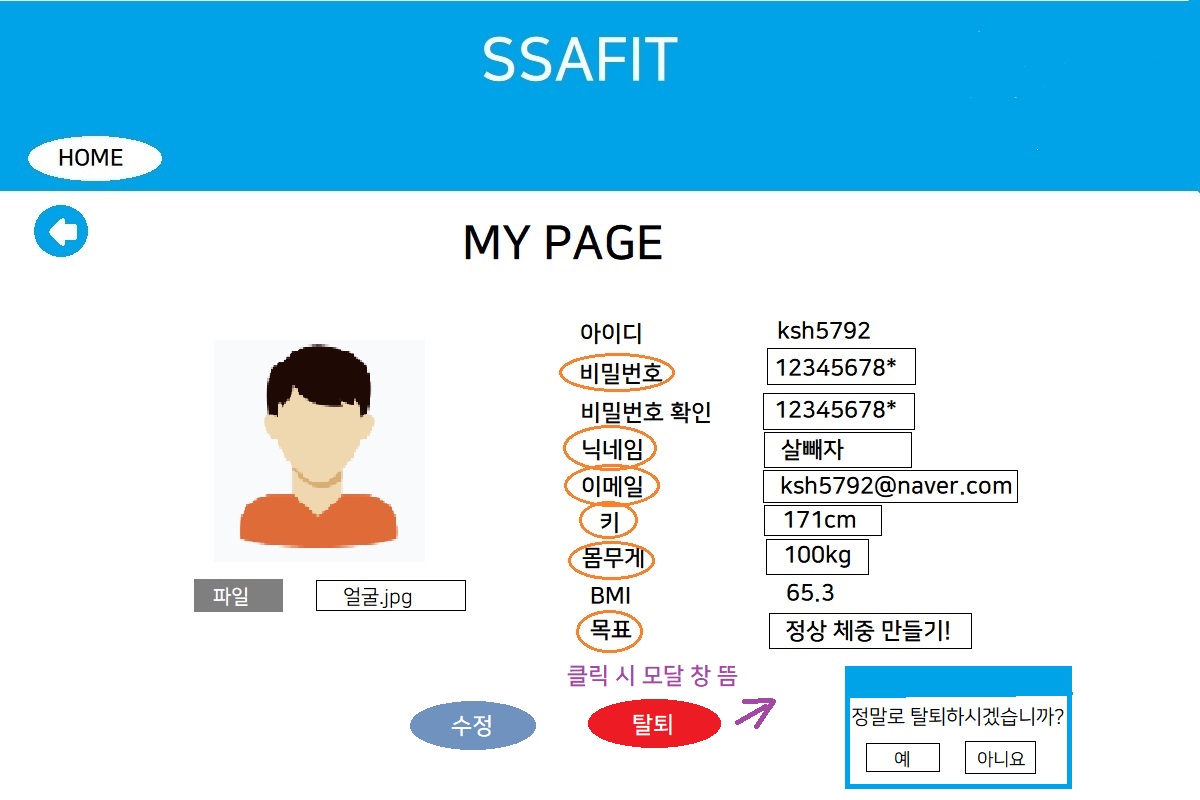 SSAFIT
HOME
MY PAGE
아이디 ksh5792
비밀번호 12345678*
비밀번호 확인 12345678*
닉네임 살빼자
이메일 ksh5792@naver.com
키 171cm
몸무게 100kg
BMI 65.3
목표 정상 체중 만들기!
파일 얼굴.jpg
클릭 시 모달 창 뜸
수정 탈퇴
정말로 탈퇴하시겠습니까?
예 아니요